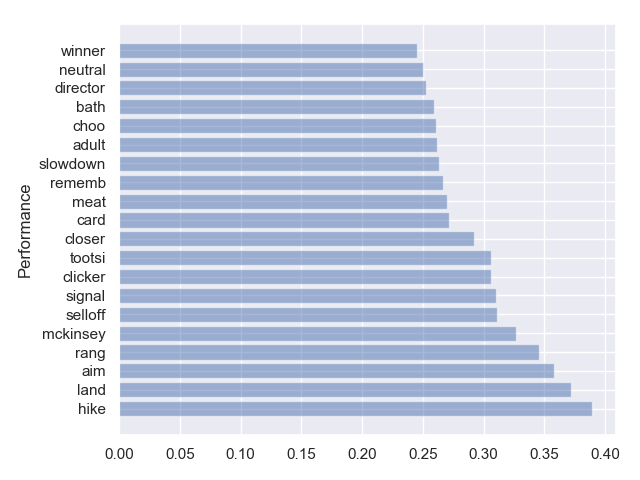 winner
neutral
director
bath
choo
adult
slowdown
rememb
meat
card
closer
tootsi
clicker
signal
selloff
mckinsey
rang
aim
land
hike
Performance
0.00 0.05 0.10 0.15 0.20 0.25 0.30 0.35 0.40